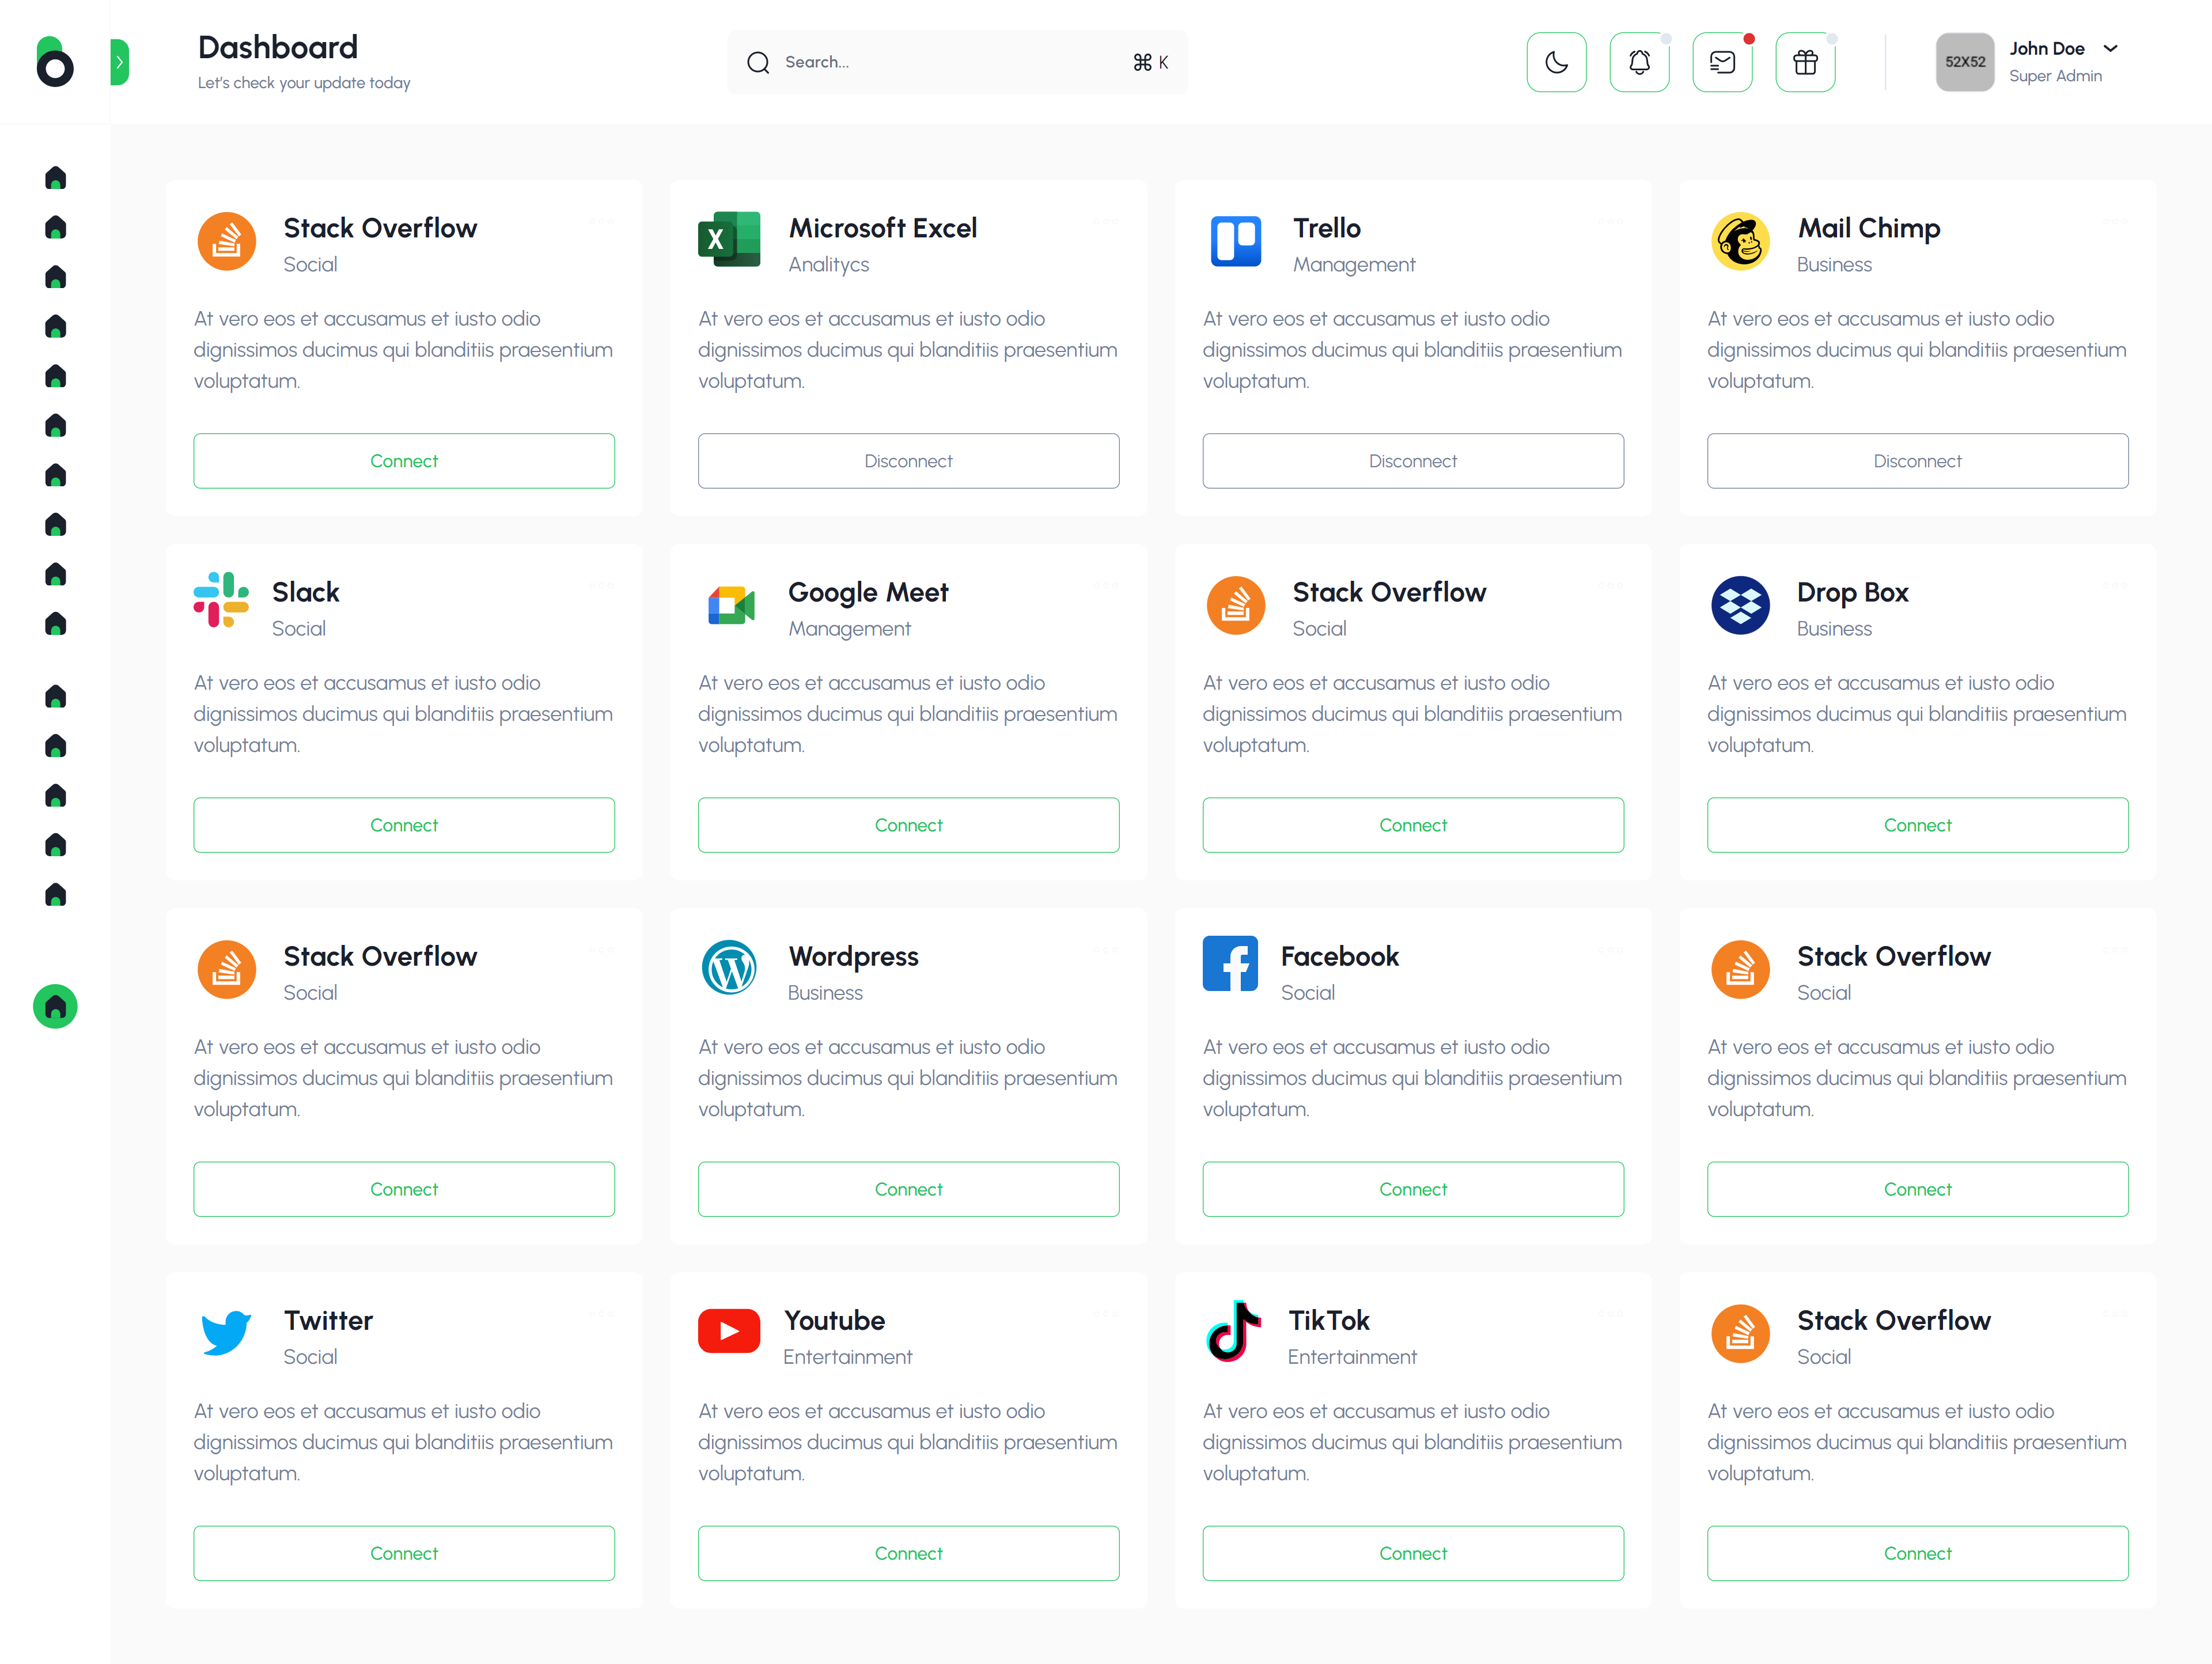 Dashboard
Let's check your update today
Search...
⌘ K
52X52
John Doe
Super Admin
Stack Overflow
Social
At vero eos et accusamus et iusto odio
dignissimos ducimus qui blanditiis praesentium
voluptatum.
Connect
Microsoft Excel
Analitycs
At vero eos et accusamus et iusto odio
dignissimos ducimus qui blanditiis praesentium
voluptatum.
Disconnect
Trello
Management
At vero eos et accusamus et iusto odio
dignissimos ducimus qui blanditiis praesentium
voluptatum.
Disconnect
Mail Chimp
Business
At vero eos et accusamus et iusto odio
dignissimos ducimus qui blanditiis praesentium
voluptatum.
Disconnect
Slack
Social
At vero eos et accusamus et iusto odio
dignissimos ducimus qui blanditiis praesentium
voluptatum.
Connect
Google Meet
Management
At vero eos et accusamus et iusto odio
dignissimos ducimus qui blanditiis praesentium
voluptatum.
Connect
Stack Overflow
Social
At vero eos et accusamus et iusto odio
dignissimos ducimus qui blanditiis praesentium
voluptatum.
Connect
Drop Box
Business
At vero eos et accusamus et iusto odio
dignissimos ducimus qui blanditiis praesentium
voluptatum.
Connect
Stack Overflow
Social
At vero eos et accusamus et iusto odio
dignissimos ducimus qui blanditiis praesentium
voluptatum.
Connect
Wordpress
Business
At vero eos et accusamus et iusto odio
dignissimos ducimus qui blanditiis praesentium
voluptatum.
Connect
Facebook
Social
At vero eos et accusamus et iusto odio
dignissimos ducimus qui blanditiis praesentium
voluptatum.
Connect
Stack Overflow
Social
At vero eos et accusamus et iusto odio
dignissimos ducimus qui blanditiis praesentium
voluptatum.
Connect
Twitter
Social
At vero eos et accusamus et iusto odio
dignissimos ducimus qui blanditiis praesentium
voluptatum.
Connect
Youtube
Entertainment
At vero eos et accusamus et iusto odio
dignissimos ducimus qui blanditiis praesentium
voluptatum.
Connect
TikTok
Entertainment
At vero eos et accusamus et iusto odio
dignissimos ducimus qui blanditiis praesentium
voluptatum.
Connect
Stack Overflow
Social
At vero eos et accusamus et iusto odio
dignissimos ducimus qui blanditiis praesentium
voluptatum.
Connect